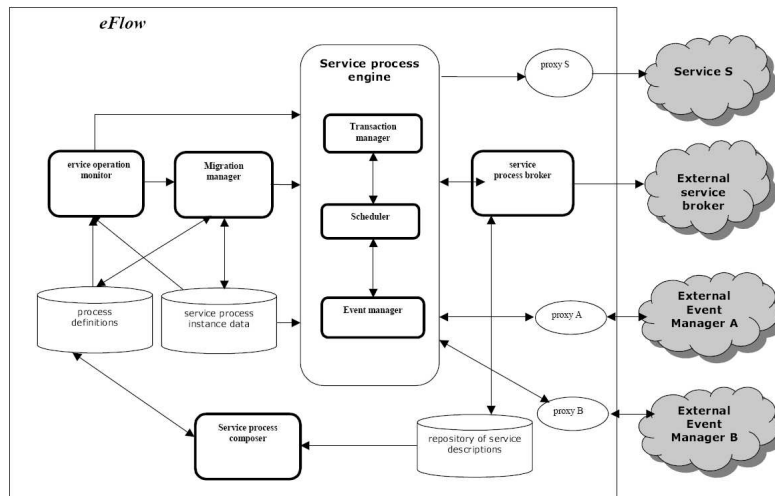 eFlow
Service process
engine
proxy S
Service S
Transaction
manager
ervice operation
monitor
Migration
manager
service
process broker
External
service
broker
Scheduler
process
definitions
service process
instance data
Event manager
proxy A
External
Event
Manager A
Service process
composer
repository of service
descriptions
proxy B
External
Event
Manager B